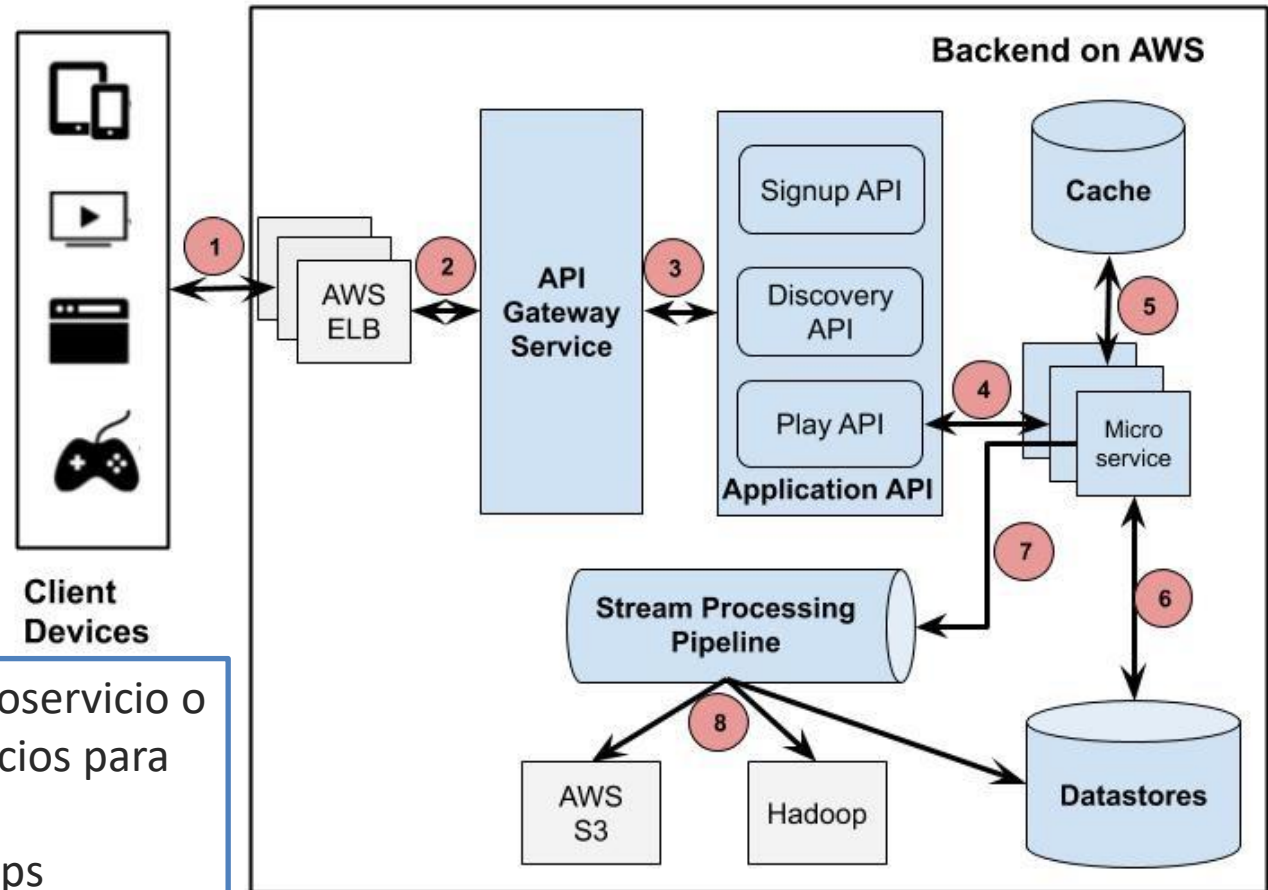 Backend on AWS
Signup API
Cache
1
2
API
Gateway
Service
3
AWS
ELB
Discovery
API
5
4
Play API
Micro
service
Application API
7
Client
Devices
Stream Processing
Pipeline
6
oservicio o
cios para
8
AWS
S3
Hadoop
Datastores
ps